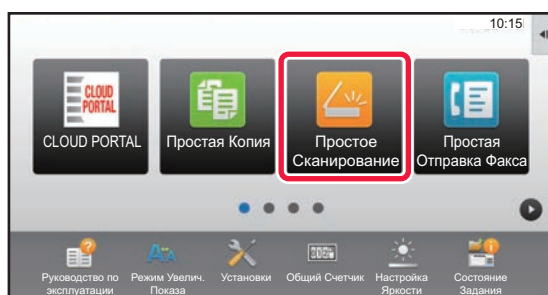 10:15
CLOUD
PORTAL
CLOUD PORTAL
Простая Копия
Простое
Сканирование
Простая
Отправка Факса
Руководство по
эксплуатации
Режим Увелич.
Показа
Установки
Общий Счетчик
Настройка
Яркости
Состояние
Задания